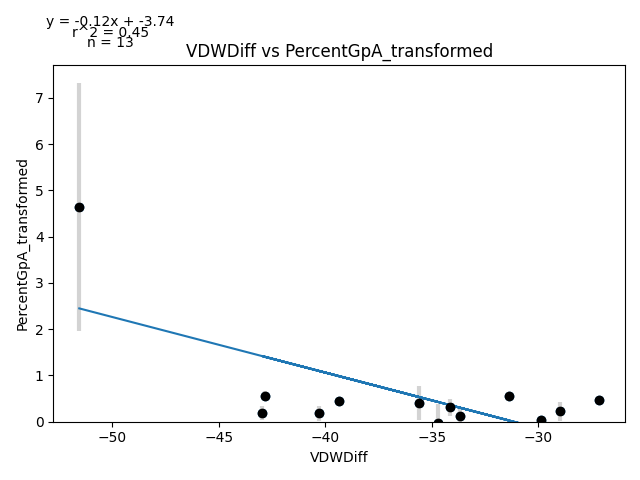 y = -0.12x + -3.74
r^2 = 0.45
n = 13
VDWDiff vs PercentGpA_transformed
PercentGpA_transformed
7
6
5
4
3
2
1
0
−50
−45
−40
−35
−30
VDWDiff